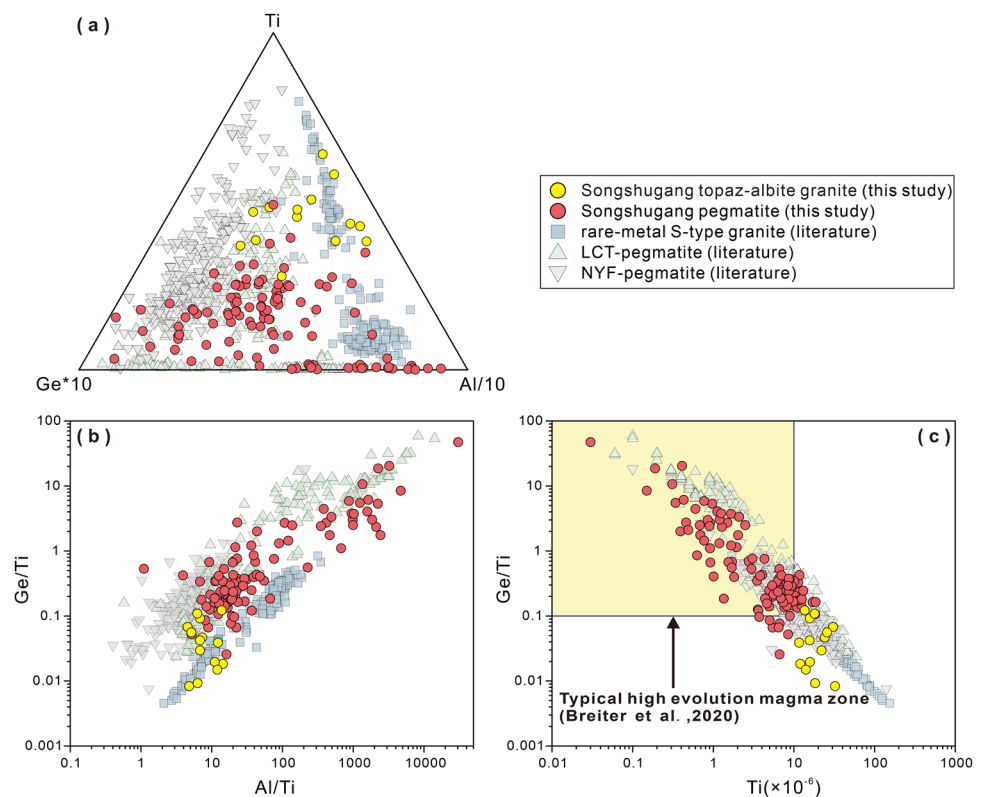 (a)
Ti
Ge*10
Al/10
Songshugang topaz-albite granite (this study)
Songshugang pegmatite (this study)
rare-metal S-type granite (literature)
LCT-pegmatite (literature)
NYF-pegmatite (literature)
(b)
Ge/Ti
100
10
1
0.1
0.01
0.001
0.1
1
10
100
1000
10000
Al/Ti
(c)
Ge/Ti
100
10
1
0.1
0.01
0.001
Typical high evolution magma zone
(Breiter et al. ,2020)
0.01
0.1
1
10
100
1000
Ti(×10⁻⁶)